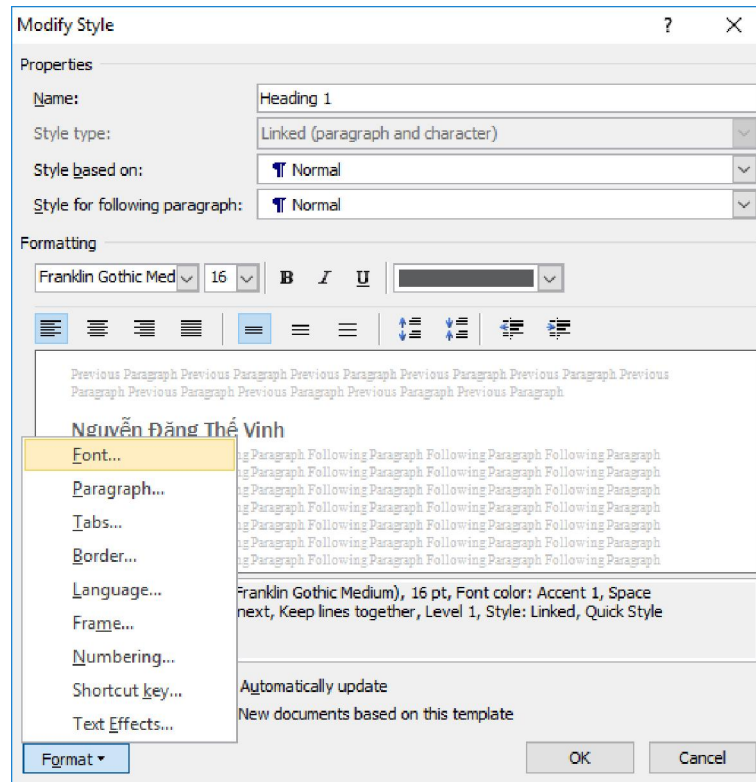 Modify Style
Properties
Name: Heading 1
Style type: Linked (paragraph and character)
Style based on: ¶ Normal
Style for following paragraph: ¶ Normal
Formatting
Franklin Gothic Med 16 B I U
Previous Paragraph Previous Paragraph Previous Paragraph Previous Paragraph Previous Paragraph Previous
Paragraph Previous Paragraph Previous Paragraph Previous Paragraph Previous Paragraph
Nguyễn Đăng Thế Vinh
Font...
Paragraph Following Paragraph Following Paragraph Following Paragraph
Paragraph...
Paragraph Following Paragraph Following Paragraph Following Paragraph
Paragraph Following Paragraph Following Paragraph Following Paragraph
Tabs...
Paragraph Following Paragraph Following Paragraph Following Paragraph
Paragraph Following Paragraph Following Paragraph Following Paragraph
Border...
Paragraph Following Paragraph Following Paragraph Following Paragraph
Paragraph Following Paragraph Following Paragraph Following Paragraph
Language...
Franklin Gothic Medium), 16 pt, Font color: Accent 1, Space
next, Keep lines together, Level 1, Style: Linked, Quick Style
Frame...
Numbering...
Shortcut key...
Automatically update
New documents based on this template
Text Effects...
Format
OK
Cancel